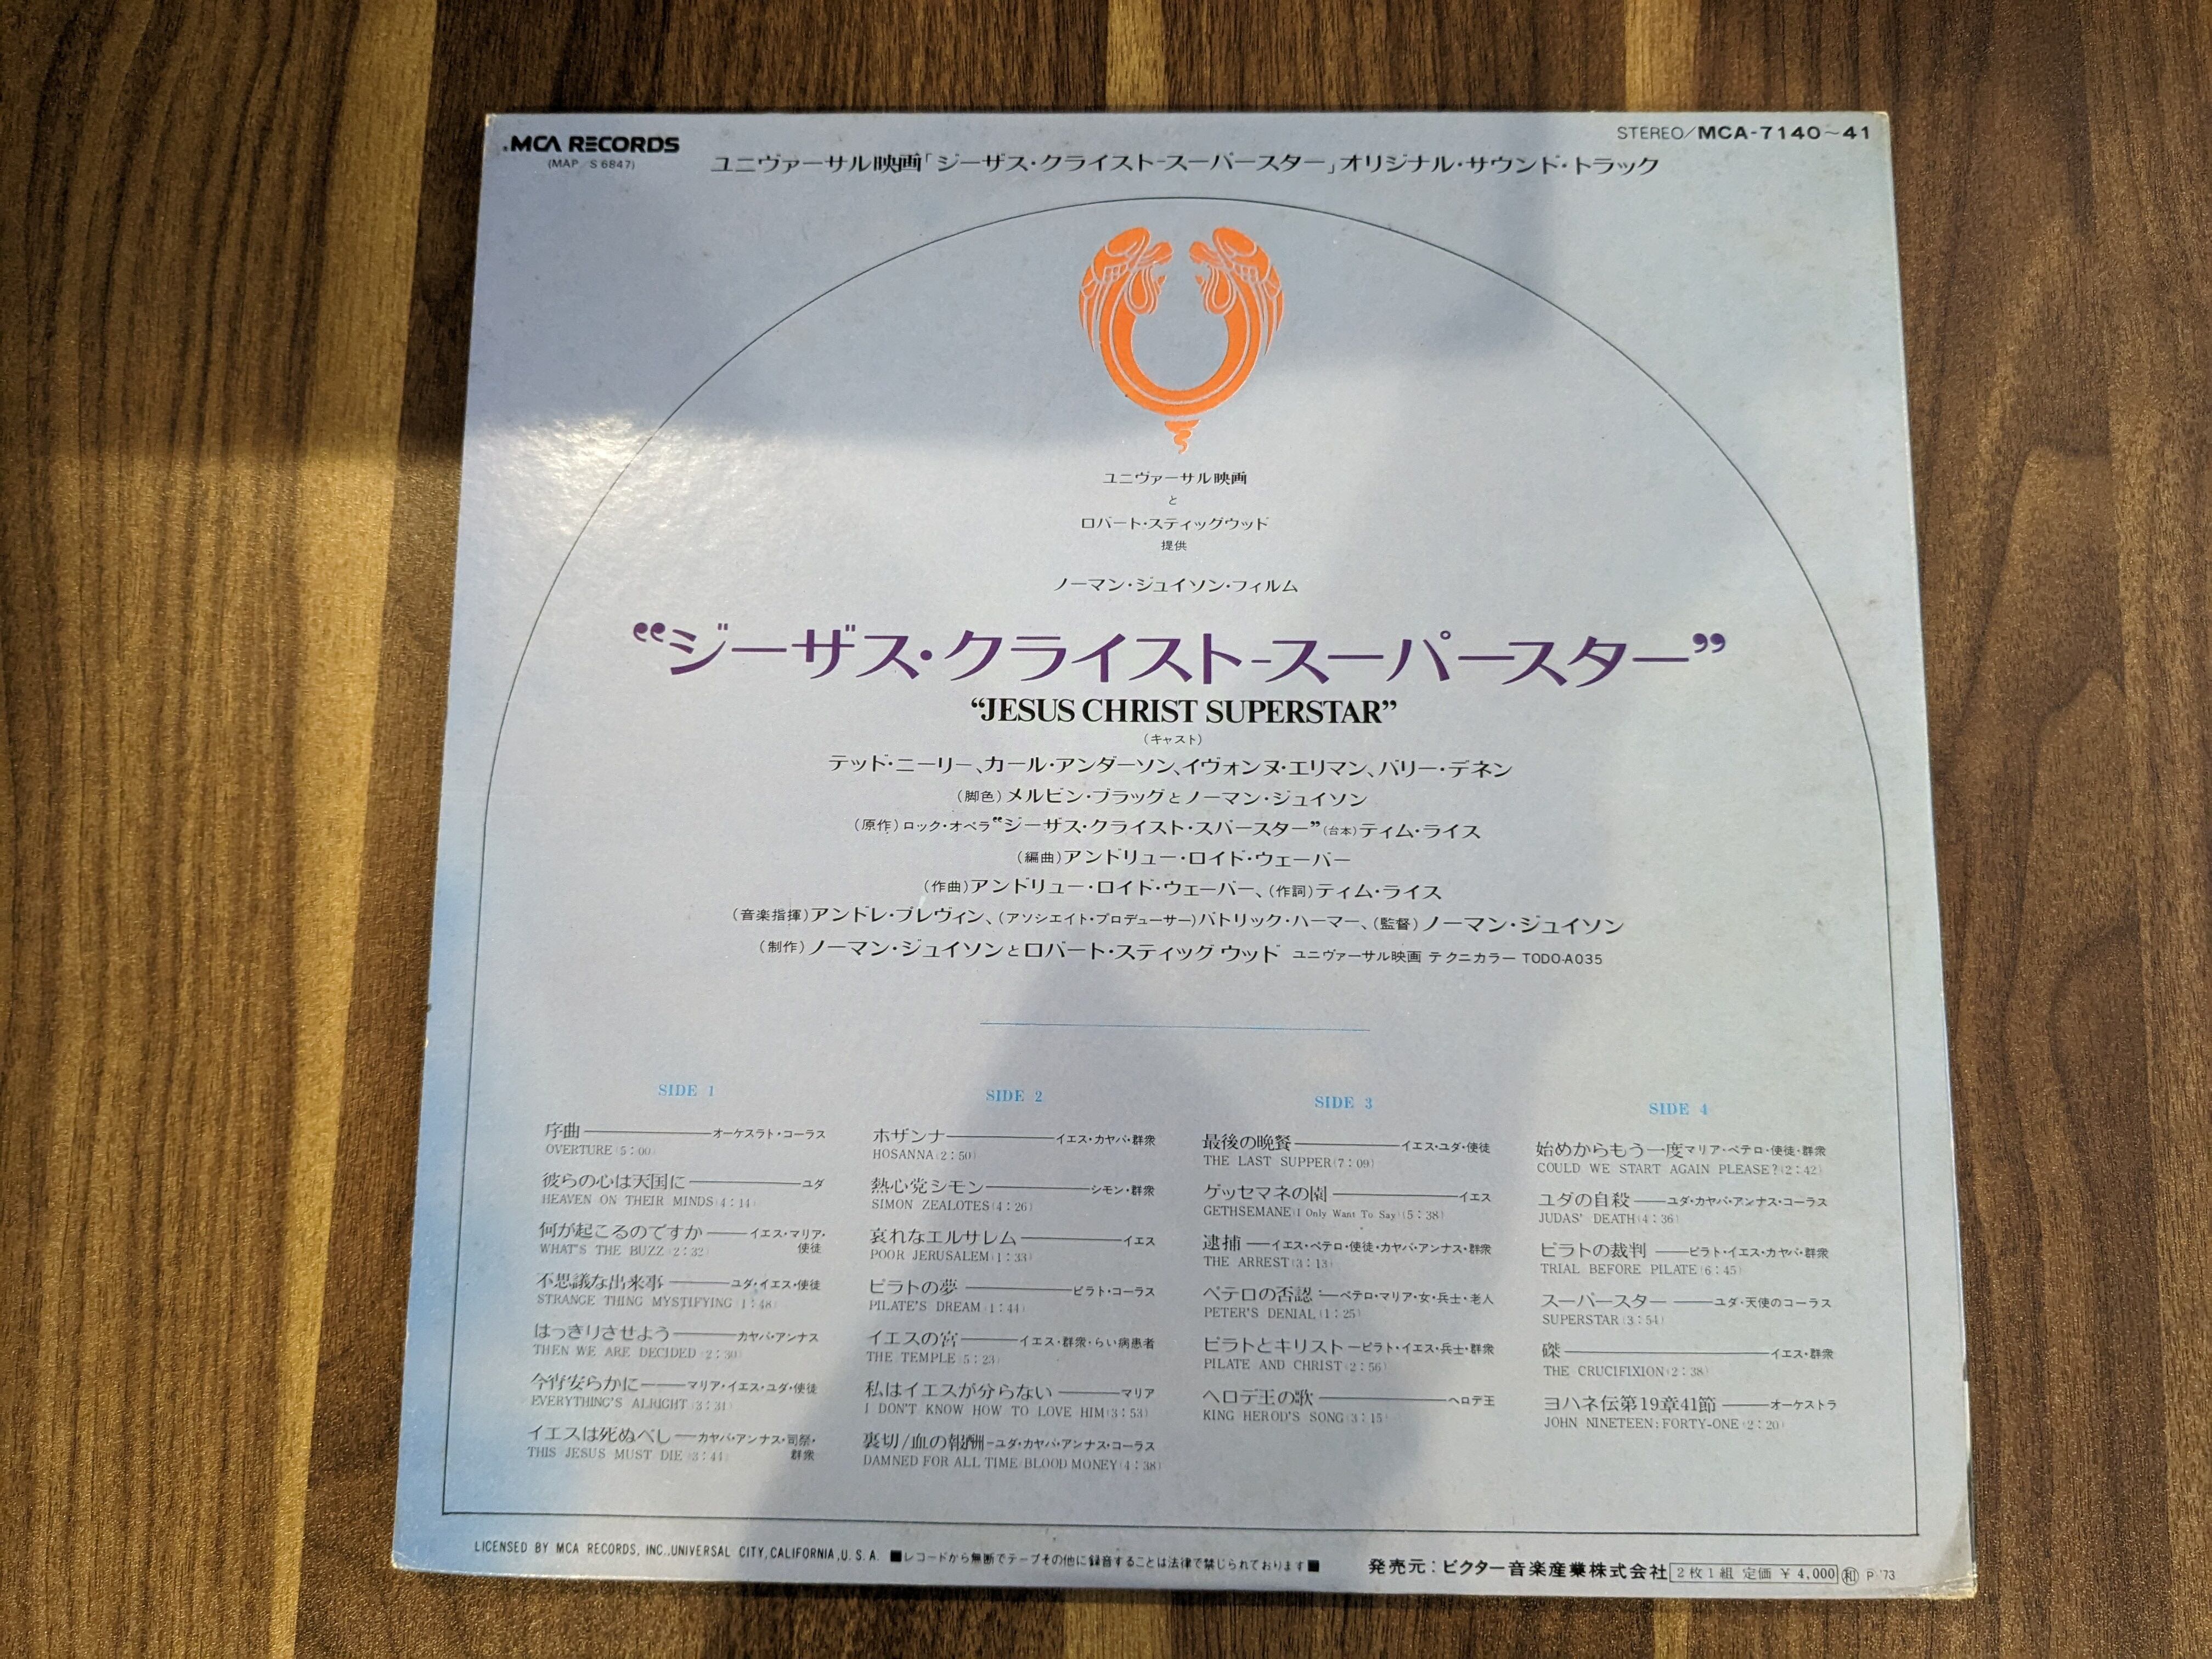 MCA RECORDS
(MAP/S 6847)
STEREO/MCA-7140~41
ユニヴァーサル映画「ジーザス・クライスト-スーパースター」オリジナル・サウンド・トラック
ユニヴァーサル映画
と
ロバート・スティッグウッド
提供
ノーマン・ジュイソン・フィルム
“ジーザス・クライスト-スーパースター”
“JESUS CHRIST SUPERSTAR”
(キャスト)
テッド・ニーリー、カール・アンダーソン、イヴォンヌ・エリマン、バリー・デネン
(脚色)メルビン・ブラッグとノーマン・ジュイソン
(原作)ロック・オペラ“ジーザス・クライスト・スパースター”(台本)ティム・ライス
(編曲)アンドリュー・ロイド・ウェーバー
(作曲)アンドリュー・ロイド・ウェーバー、(作詞)ティム・ライス
(音楽指揮)アンドレ・プレヴィン、(アソシエイト・プロデューサー)パトリック・パーマー、(監督)ノーマン・ジュイソン
(制作)ノーマン・ジュイソンとロバート・スティッグウッド ユニヴァーサル映画 テクニカラー TODO-A035
SIDE 1
序曲――オーケスラト・コーラス
OVERTURE(5:00)
彼らの心は天国に――ユダ
HEAVEN ON THEIR MINDS(4:14)
何が起こるのですか――イエス・マリア・
WHAT'S THE BUZZ(2:32) 使徒
不思議な出来事――ユダ・イエス・使徒
STRANGE THING MYSTIFYING(1:48)
はっきりさせよう――カヤパ・アンナス
THEN WE ARE DECIDED(2:30)
今宵安らかに――マリア・イエス・ユダ・使徒
EVERYTHING'S ALRIGHT(3:31)
イエスは死ぬべし―カヤパ・アンナス・司祭・
THIS JESUS MUST DIE(3:44) 群衆
SIDE 2
ホザンナ――イエス・カヤパ・群衆
HOSANNA(2:50)
熱心党シモン――シモン・群衆
SIMON ZEALOTES(4:26)
哀れなエルサレム――イエス
POOR JERUSALEM(1:33)
ピラトの夢――ピラト・コーラス
PILATE'S DREAM(1:44)
イエスの宮――イエス・群衆・らい病患者
THE TEMPLE(5:23)
私はイエスが分らない――マリア
I DON'T KNOW HOW TO LOVE HIM(3:53)
裏切/血の報酬-ユダ・カヤパ・アンナス・コーラス
DAMNED FOR ALL TIME/BLOOD MONEY(4:38)
SIDE 3
最後の晩餐――イエス・ユダ・使徒
THE LAST SUPPER(7:09)
ゲッセマネの園――イエス
GETHSEMANE(I Only Want To Say)(5:38)
逮捕―イエス・ペテロ・使徒・カヤパ・アンナス・群衆
THE ARREST(3:13)
ペテロの否認―ペテロ・マリア・女・兵士・老人
PETER'S DENIAL(1:25)
ピラトとキリスト―ピラト・イエス・兵士・群衆
PILATE AND CHRIST(2:56)
ヘロデ王の歌――ヘロデ王
KING HEROD'S SONG(3:15)
SIDE 4
始めからもう一度マリア・ペテロ・使徒・群衆
COULD WE START AGAIN PLEASE?(2:42)
ユダの自殺――ユダ・カヤパ・アンナス・コーラス
JUDAS' DEATH(4:36)
ピラトの裁判――ピラト・イエス・カヤパ・群衆
TRIAL BEFORE PILATE(6:45)
スーパースター――ユダ・天使のコーラス
SUPERSTAR(3:54)
磔――イエス・群衆
THE CRUCIFIXION(2:38)
ヨハネ伝第19章41節――オーケストラ
JOHN NINETEEN:FORTY-ONE(2:20)
LICENSED BY MCA RECORDS, INC.,UNIVERSAL CITY,CALIFORNIA,U.S.A. ■レコードから無断でテープその他に録音することは法律で禁じられております■ 発売元:ビクター音楽産業株式会社 2枚1組 定価 ¥4,000 和 P '73